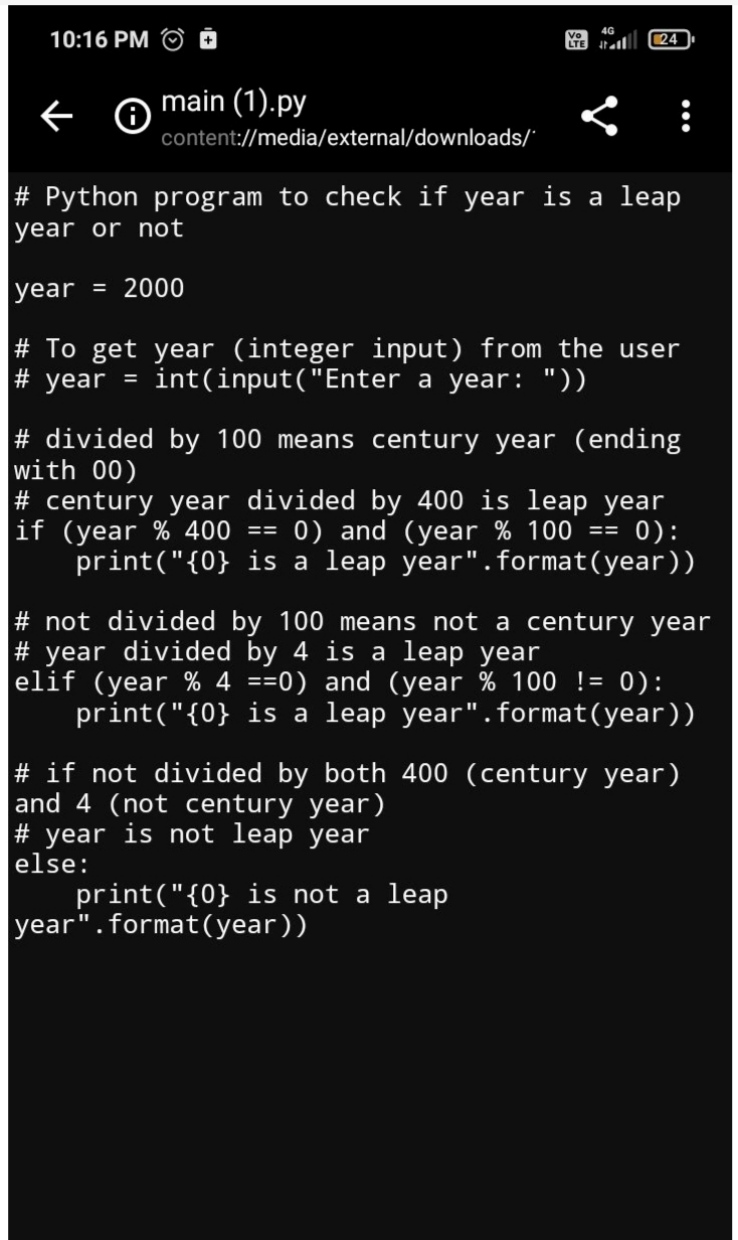 10:16 PM
Vo LTE 4G 24
main (1).py
content://media/external/downloads/
# Python program to check if year is a leap
year or not
year = 2000
# To get year (integer input) from the user
# year = int(input("Enter a year: "))
# divided by 100 means century year (ending
with 00)
# century year divided by 400 is leap year
if (year % 400 == 0) and (year % 100 == 0):
    print("{0} is a leap year".format(year))
# not divided by 100 means not a century year
# year divided by 4 is a leap year
elif (year % 4 ==0) and (year % 100 != 0):
    print("{0} is a leap year".format(year))
# if not divided by both 400 (century year)
and 4 (not century year)
# year is not leap year
else:
    print("{0} is not a leap
year".format(year))